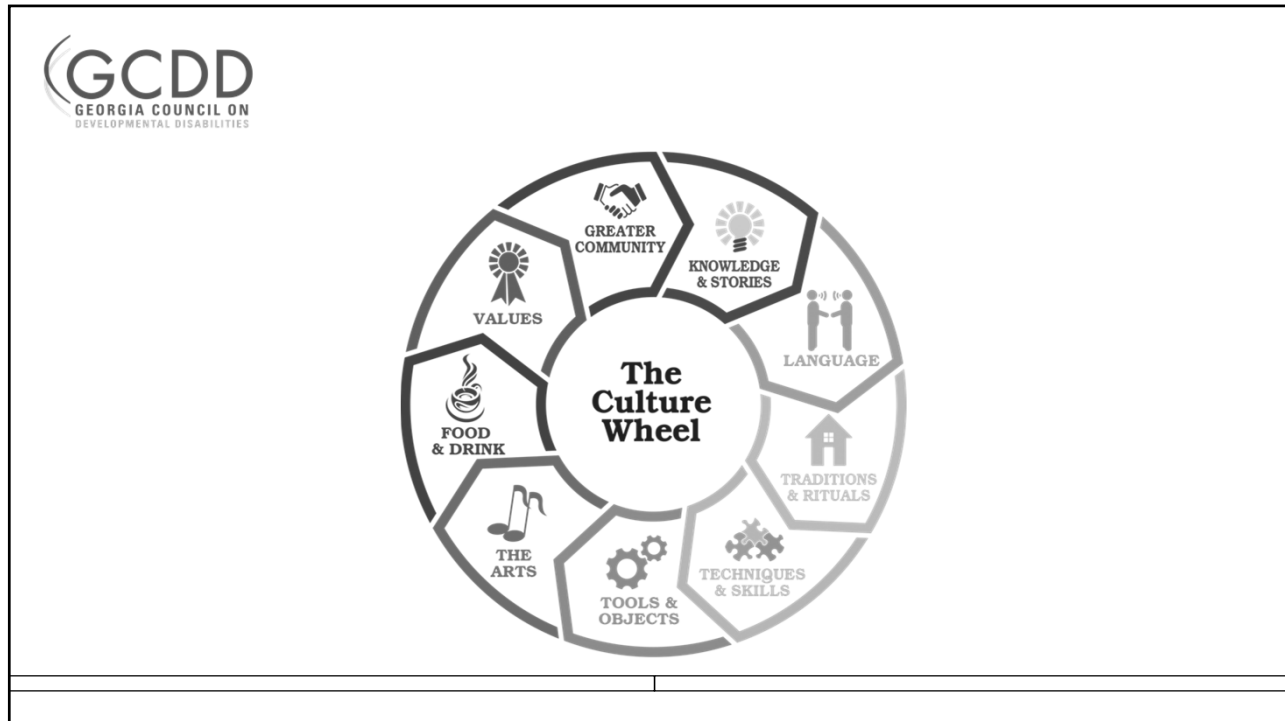 GCDD
GEORGIA COUNCIL ON
DEVELOPMENTAL DISABILITIES
GREATER
COMMUNITY
KNOWLEDGE
& STORIES
LANGUAGE
TRADITIONS
& RITUALS
TECHNIQUES
& SKILLS
TOOLS &
OBJECTS
THE
ARTS
FOOD
& DRINK
VALUES
The
Culture
Wheel